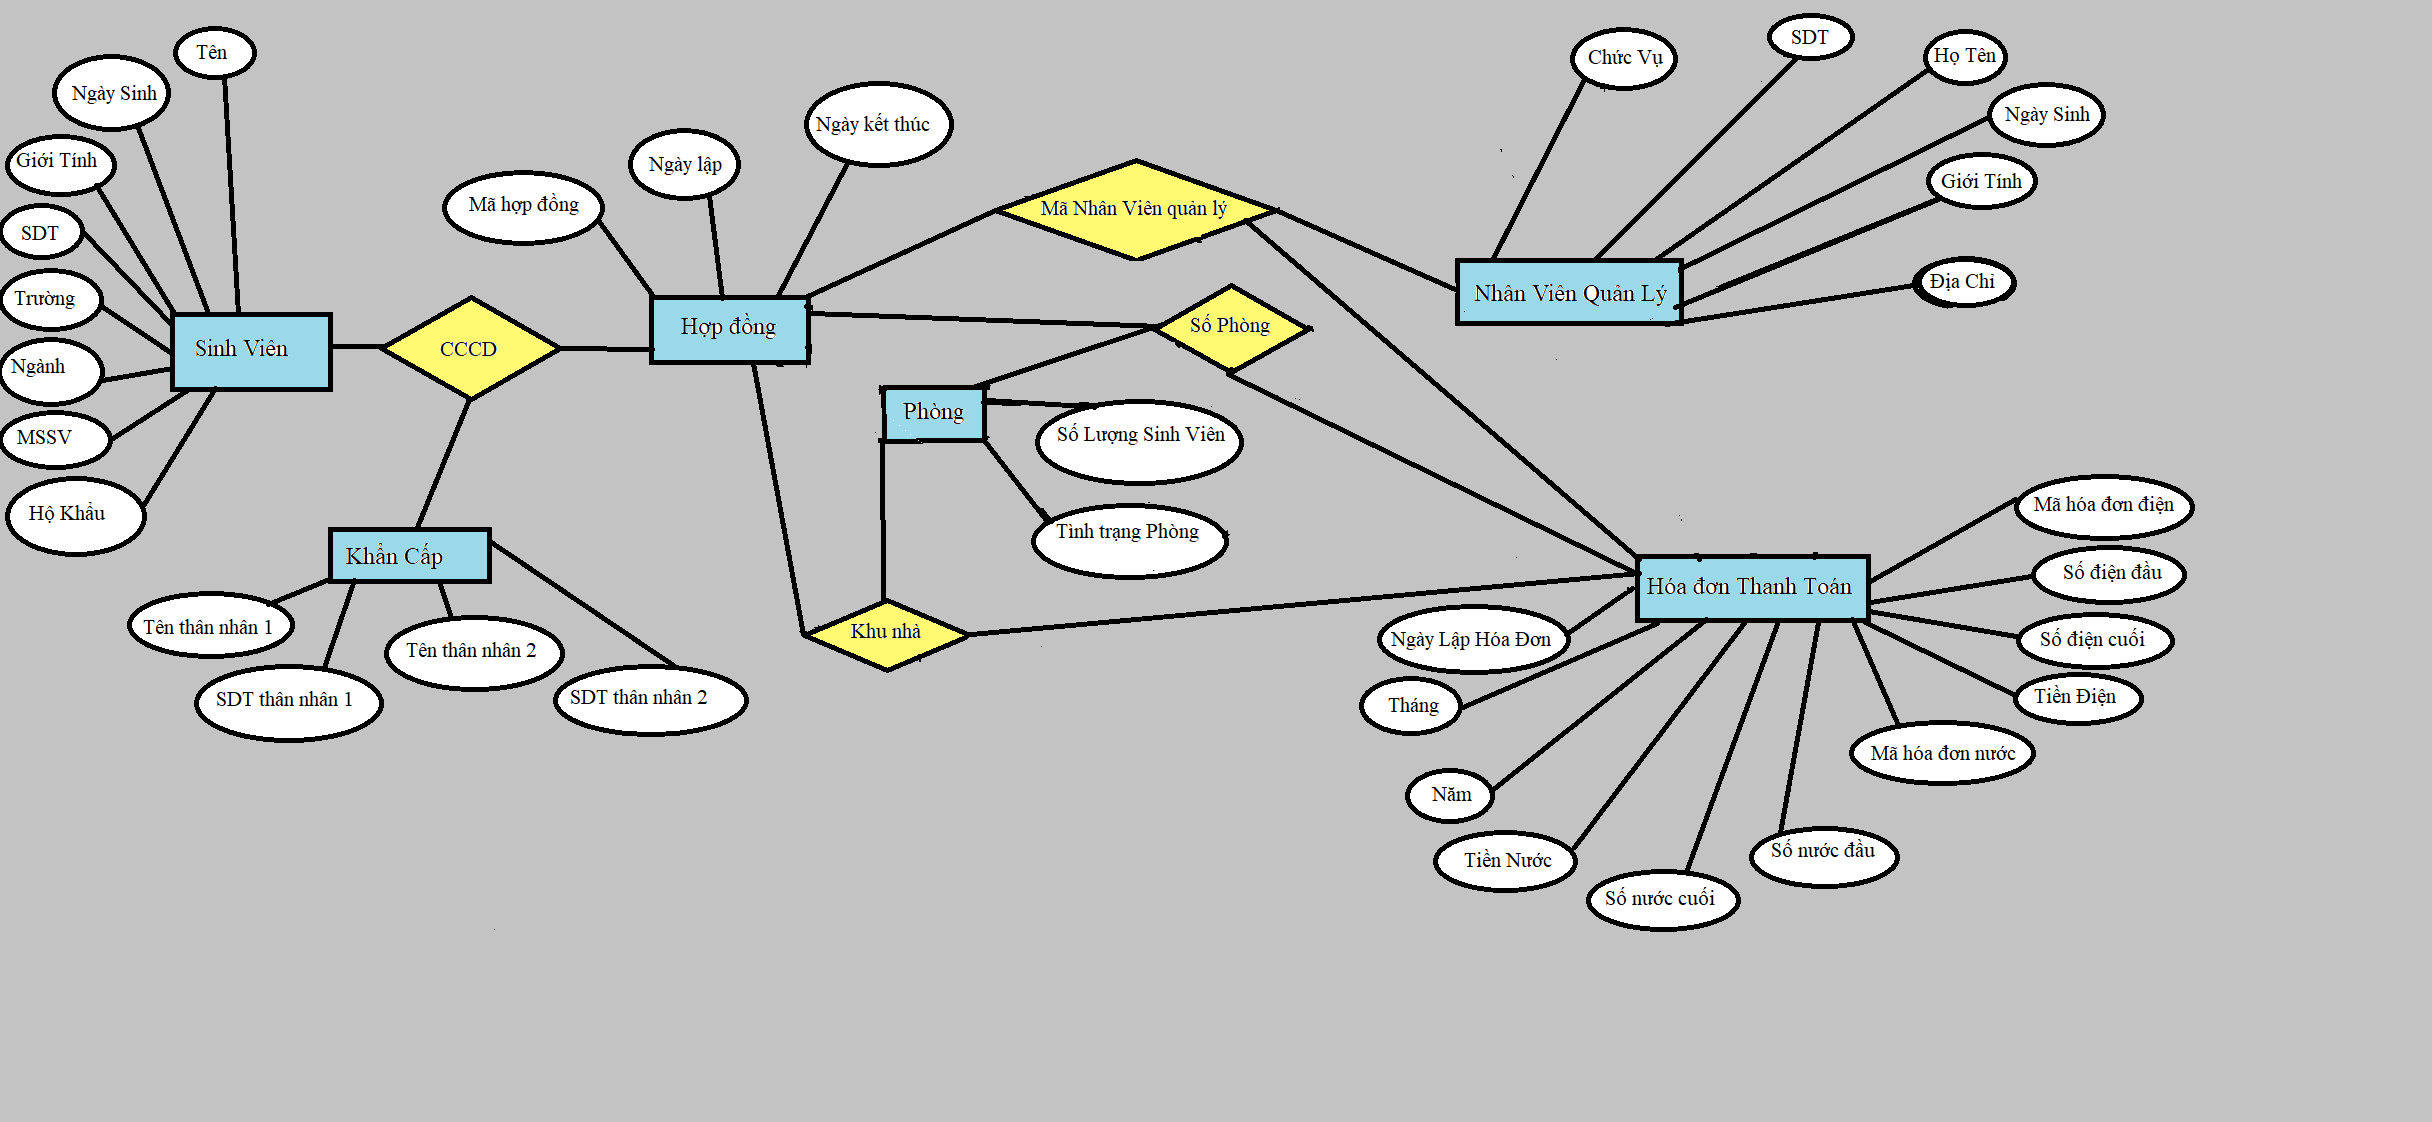 Tên
Ngày Sinh
Giới Tính
SDT
Trường
Ngành
MSSV
Hộ Khẩu
Sinh Viên
CCCD
Mã hợp đồng
Ngày lập
Ngày kết thúc
Hợp đồng
Khẩn Cấp
Tên thân nhân 1
SDT thân nhân 1
Tên thân nhân 2
SDT thân nhân 2
Mã Nhân Viên quản lý
Số Phòng
Phòng
Số Lượng Sinh Viên
Tình trạng Phòng
Khu nhà
Chức Vụ
SDT
Họ Tên
Ngày Sinh
Giới Tính
Địa Chỉ
Nhân Viên Quản Lý
Hóa đơn Thanh Toán
Mã hóa đơn điện
Số điện đầu
Số điện cuối
Tiền Điện
Mã hóa đơn nước
Số nước đầu
Số nước cuối
Tiền Nước
Năm
Tháng
Ngày Lập Hóa Đơn